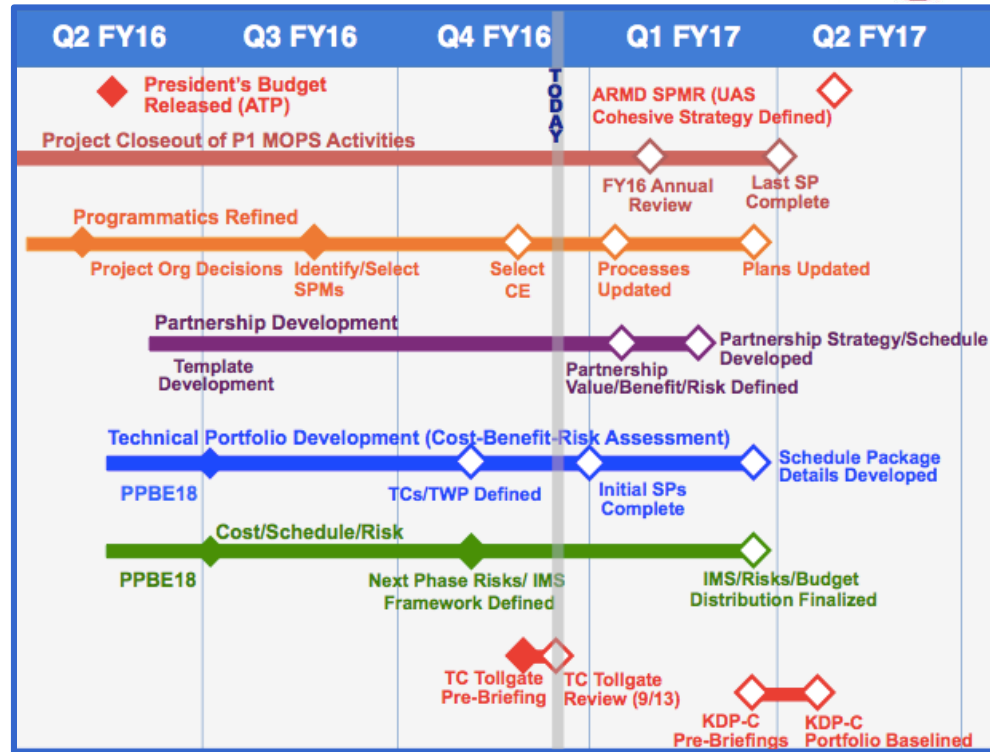 Q2 FY16
Q3 FY16
Q4 FY16
Q1 FY17
Q2 FY17
TODAY
President's Budget
Released (ATP)
ARMD SPMR (UAS
Cohesive Strategy Defined)
Project Closeout of P1 MOPS Activities
FY16 Annual
Review
Last SP
Complete
Programmatics Refined
Project Org Decisions
Identify/Select
SPMs
Select
CE
Processes
Updated
Plans Updated
Partnership Development
Template
Development
Partnership
Value/Benefit/Risk Defined
Partnership Strategy/Schedule
Developed
Technical Portfolio Development (Cost-Benefit-Risk Assessment)
PPBE18
TCs/TWP Defined
Initial SPs
Complete
Schedule Package
Details Developed
Cost/Schedule/Risk
PPBE18
Next Phase Risks/ IMS
Framework Defined
IMS/Risks/Budget
Distribution Finalized
TC Tollgate
Pre-Briefing
TC Tollgate
Review (9/13)
KDP-C
Pre-Briefings
KDP-C
Portfolio Baselined